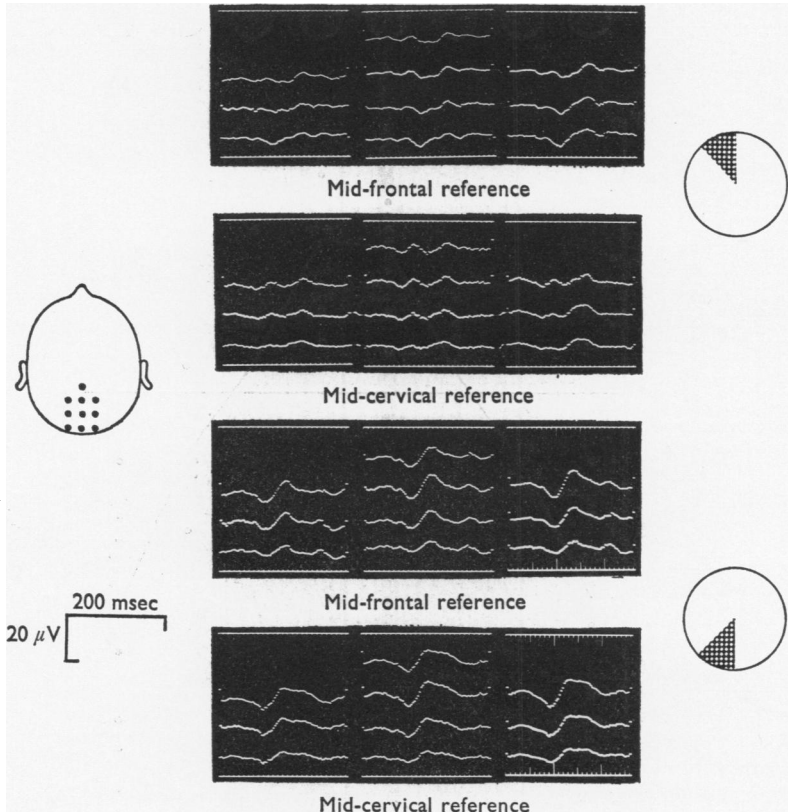 Mid-frontal reference
Mid-cervical reference
200 msec
20 μV
Mid-frontal reference
Mid-cervical reference